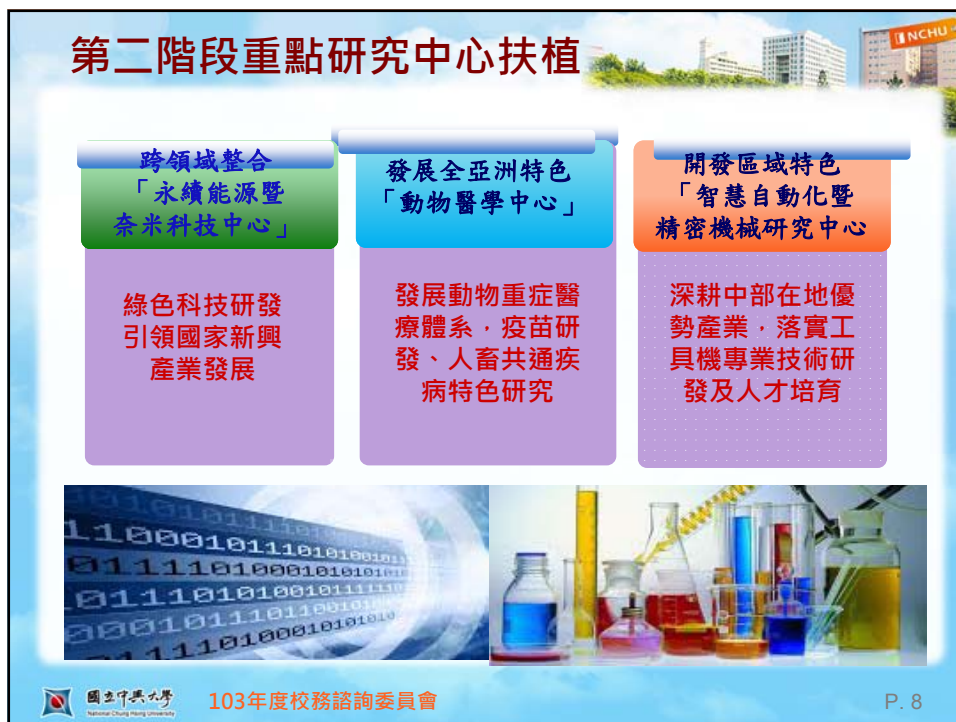 第二階段重點研究中心扶植
NCHU
跨領域整合
「永續能源暨
奈米科技中心」
綠色科技研發
引領國家新興
產業發展
發展全亞洲特色
「動物醫學中心」
發展動物重症醫
療體系，疫苗研
發、人畜共通疾
病特色研究
開發區域特色
「智慧自動化暨
精密機械研究中心
深耕中部在地優
勢產業，落實工
具機專業技術研
發及人才培育
國立中興大學
National Chung Hsing University
103年度校務諮詢委員會
P. 8